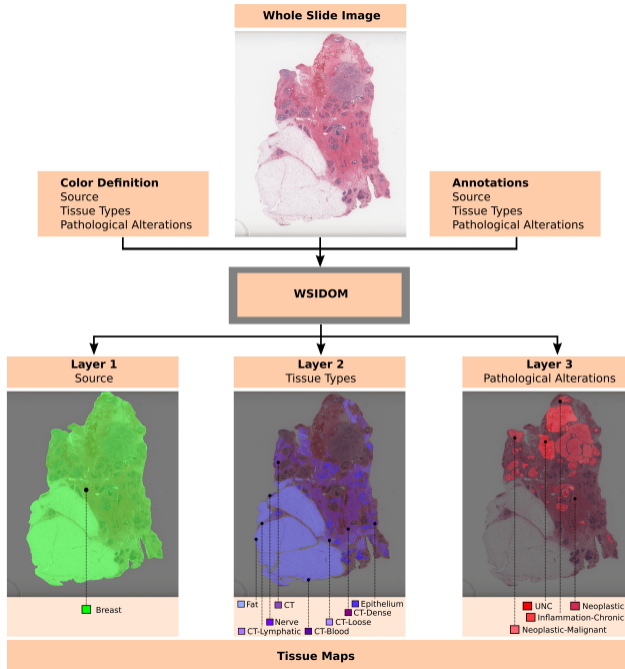 Whole Slide Image
Color Definition
Source
Tissue Types
Pathological Alterations
Annotations
Source
Tissue Types
Pathological Alterations
WSIDOM
Layer 1
Source
Layer 2
Tissue Types
Layer 3
Pathological Alterations
Breast
Fat CT Epithelium
CT-Dense
Nerve CT-Loose
CT-Lymphatic CT-Blood
UNC Neoplastic
Inflammation-Chronic
Neoplastic-Malignant
Tissue Maps